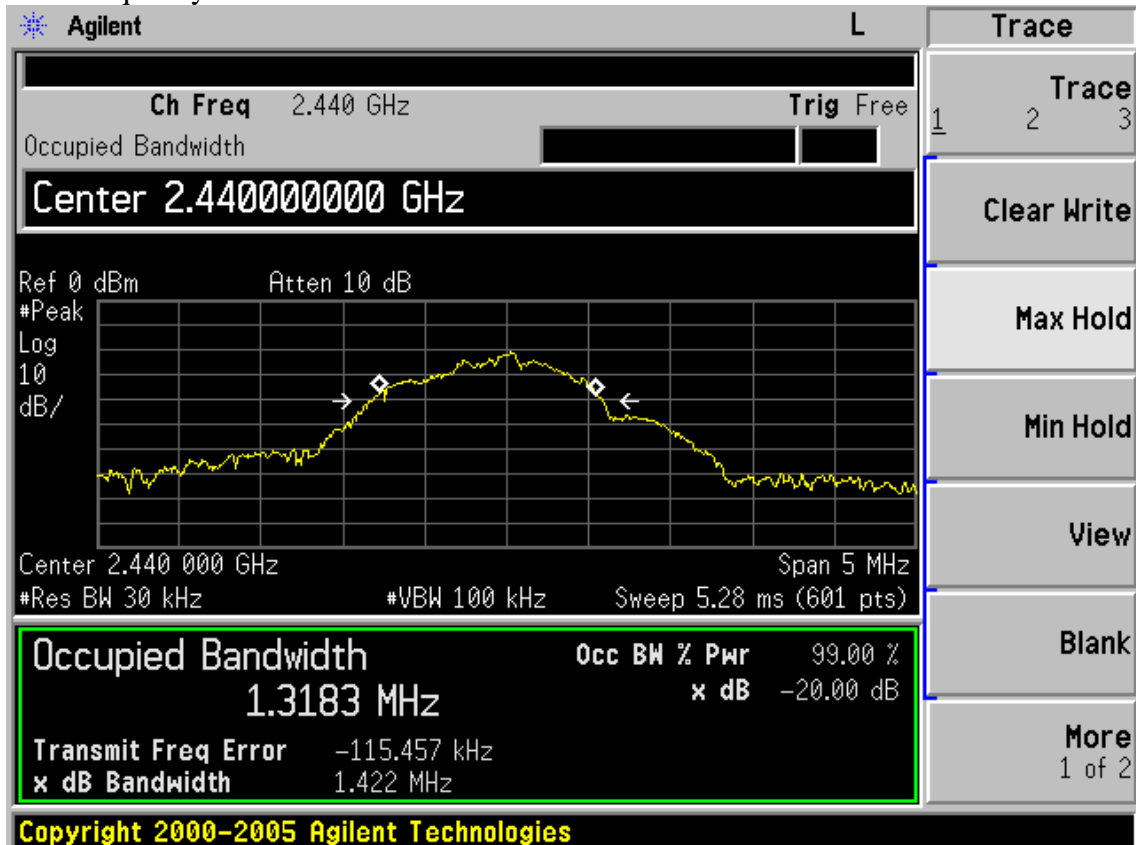 Agilent
L
Trace
Ch Freq 2.440 GHz
Trig Free
Occupied Bandwidth
Center 2.440000000 GHz
Ref 0 dBm
Atten 10 dB
#Peak
Log
10
dB/
Center 2.440 000 GHz
Span 5 MHz
#Res BW 30 kHz
#VBW 100 kHz
Sweep 5.28 ms (601 pts)
Occupied Bandwidth
1.3183 MHz
Occ BW % Pwr 99.00 %
x dB -20.00 dB
Transmit Freq Error -115.457 kHz
x dB Bandwidth 1.422 MHz
Copyright 2000-2005 Agilent Technologies
Trace
1 2 3
Clear Write
Max Hold
Min Hold
View
Blank
More
1 of 2